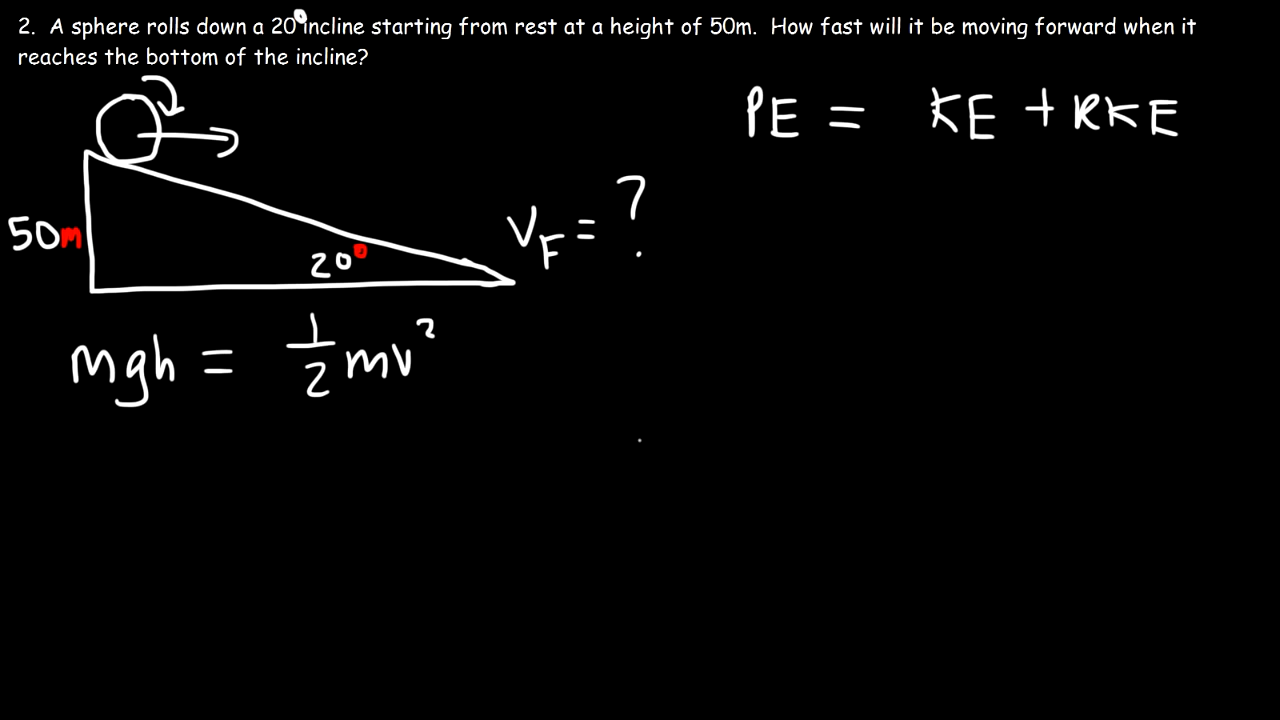 2. A sphere rolls down a 20° incline starting from rest at a height of 50m. How fast will it be moving forward when it
reaches the bottom of the incline?
PE = KE + RKE
50m
20°
V_F = ?
mgh = 1/2 mv²